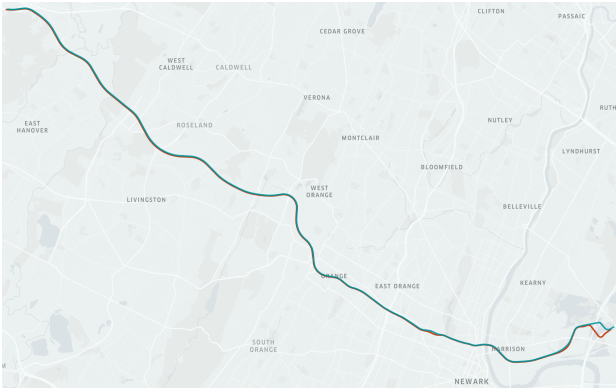 CLIFTON
PASSAIC
CEDAR GROVE
WEST
CALDWELL
CALDWELL
VERONA
RUTH
EAST
HANOVER
ROSELAND
NUTLEY
MONTCLAIR
LYNDHURST
BLOOMFIELD
WEST
ORANGE
LIVINGSTON
BELLEVILLE
ORANGE
EAST ORANGE
KEARNY
SOUTH
ORANGE
HARRISON
M
NEWARK